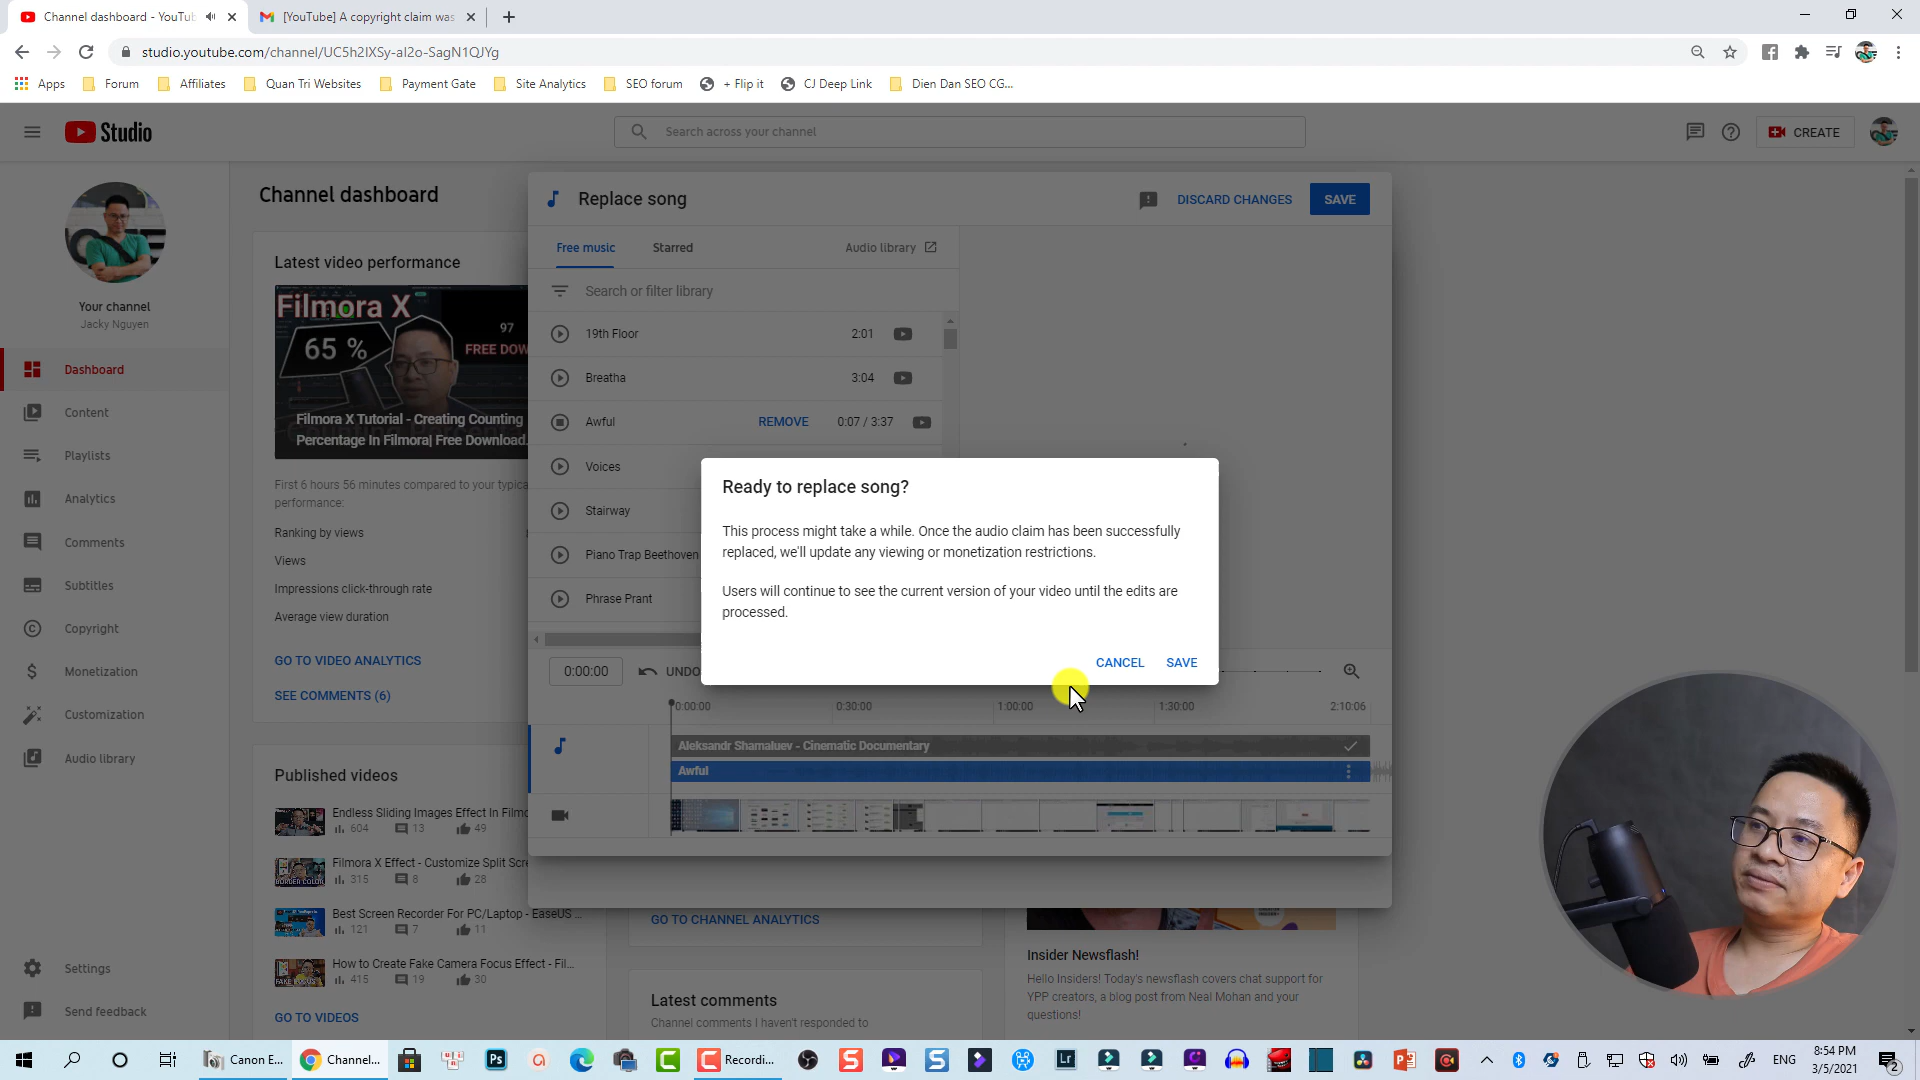 Channel dashboard - YouTu
[YouTube] A copyright claim was
studio.youtube.com/channel/UC5h2IXSy-aI2o-SagN1QJYg
Apps
Forum
Affiliates
Quan Tri Websites
Payment Gate
Site Analytics
SEO forum
+ Flip it
CJ Deep Link
Dien Dan SEO CG...
Studio
Search across your channel
CREATE
Your channel
Jacky Nguyen
Dashboard
Content
Playlists
Analytics
Comments
Subtitles
Copyright
Monetization
Customization
Audio library
Settings
Send feedback
Channel dashboard
Latest video performance
Filmora X
65 %
97
FREE DOW
Filmora X Tutorial - Creating Counting
Percentage In Filmora| Free Download.
First 6 hours 56 minutes compared to your typica
performance:
Ranking by views
Views
Impressions click-through rate
Average view duration
GO TO VIDEO ANALYTICS
SEE COMMENTS (6)
Published videos
Endless Sliding Images Effect In Filmo
604 13 49
Filmora X Effect - Customize Split Scre
BORDER COLOR
315 8 28
Best Screen Recorder For PC/Laptop - EaseUS ...
121 7 11
How to Create Fake Camera Focus Effect - Fil...
FAKE FOCUS
415 19 30
GO TO VIDEOS
Replace song
DISCARD CHANGES
SAVE
Free music
Starred
Audio library
Search or filter library
19th Floor 2:01
Breatha 3:04
Awful REMOVE 0:07 / 3:37
Voices
Stairway
Piano Trap Beethoven
Phrase Prant
Ready to replace song?
This process might take a while. Once the audio claim has been successfully
replaced, we'll update any viewing or monetization restrictions.
Users will continue to see the current version of your video until the edits are
processed.
CANCEL
SAVE
0:00:00
UNDO
0:00:00 0:30:00 1:00:00 1:30:00 2:10:06
Aleksandr Shamaluev - Cinematic Documentary
Awful
GO TO CHANNEL ANALYTICS
Latest comments
Channel comments I haven't responded to
Insider Newsflash!
Hello Insiders! Today's newsflash covers chat support for
YPP creators, a blog post from Neal Mohan and your
questions!
Canon E...
Channel...
Ps
Recordi...
Lrt
ENG
8:54 PM
3/5/2021
2